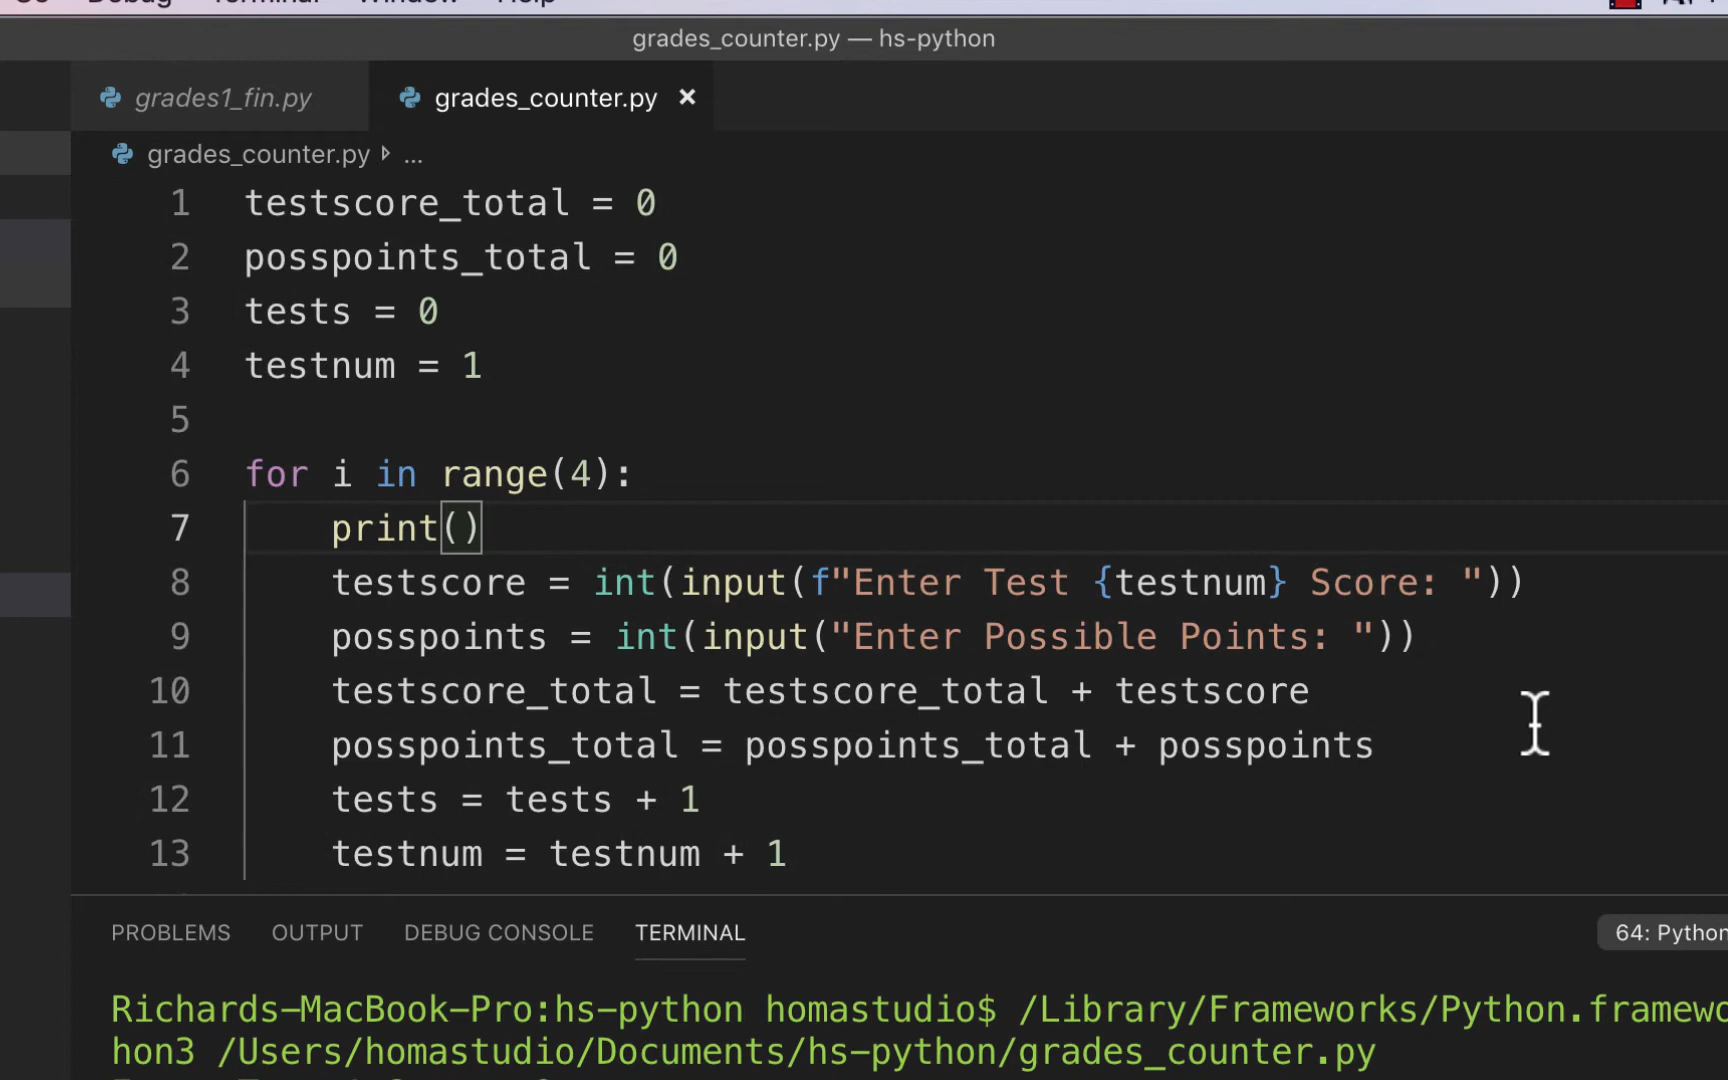 Debug Terminal Window Help
grades_counter.py — hs-python
grades1_fin.py grades_counter.py ×
grades_counter.py ...
1 testscore_total = 0
2 posspoints_total = 0
3 tests = 0
4 testnum = 1
5
6 for i in range(4):
7 print()
8 testscore = int(input(f"Enter Test {testnum} Score: "))
9 posspoints = int(input("Enter Possible Points: "))
10 testscore_total = testscore_total + testscore
11 posspoints_total = posspoints_total + posspoints
12 tests = tests + 1
13 testnum = testnum + 1
PROBLEMS OUTPUT DEBUG CONSOLE TERMINAL 64: Python
Richards-MacBook-Pro:hs-python homastudio$ /Library/Frameworks/Python.framewo
hon3 /Users/homastudio/Documents/hs-python/grades_counter.py